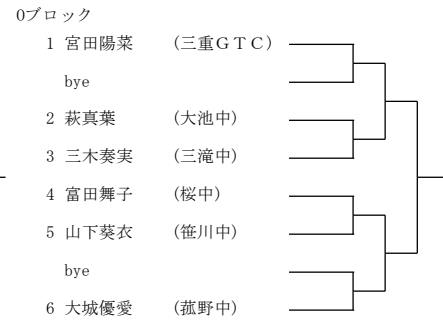 0ブロック
1 宮田陽菜 (三重GTC)
bye
2 萩真葉 (大池中)
3 三木奏実 (三滝中)
4 富田舞子 (桜中)
5 山下葵衣 (笹川中)
bye
6 大城優愛 (菰野中)